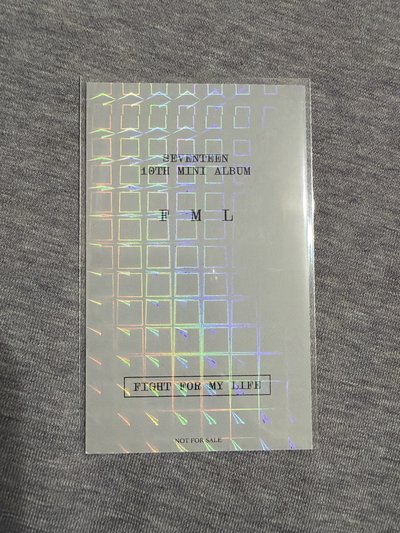 SEVENTEEN
10TH MINI ALBUM
F M L
FIGHT FOR MY LIFE
NOT FOR SALE